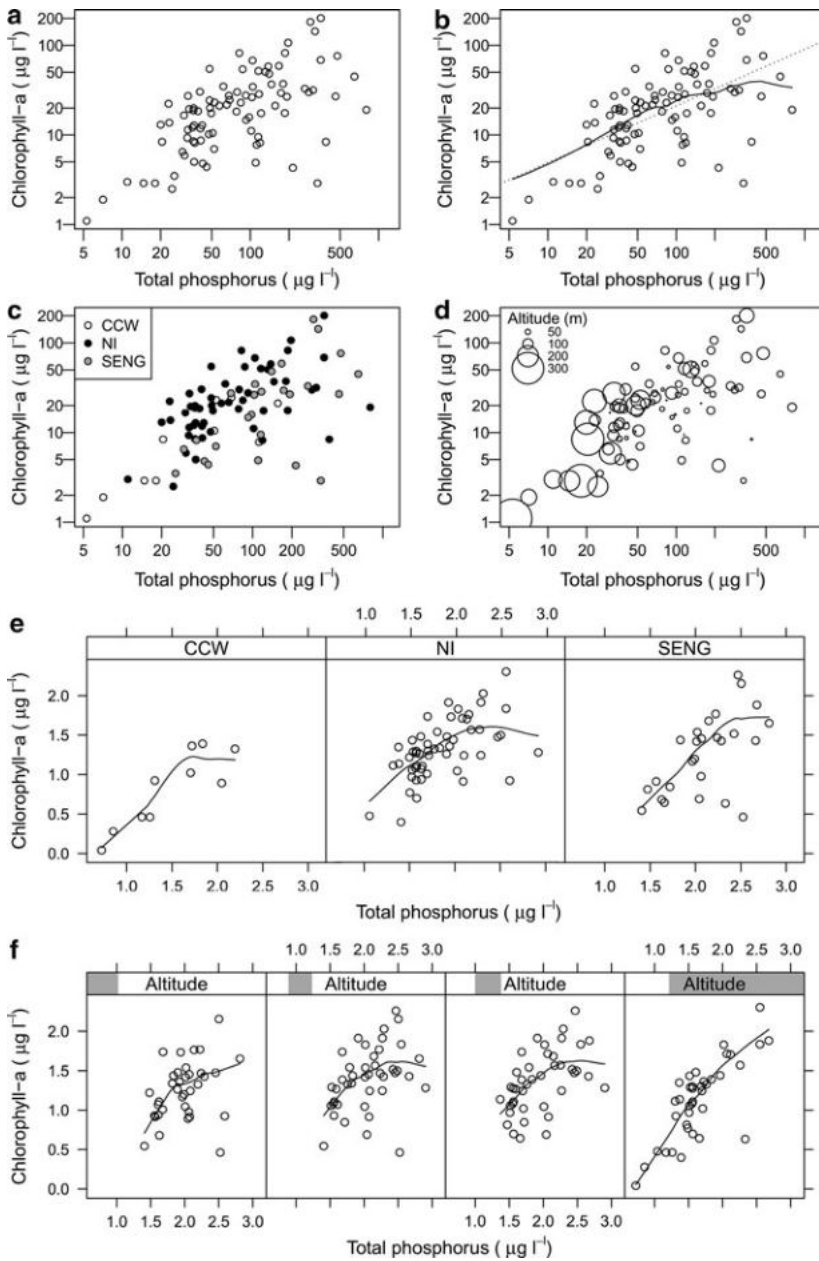 a
b
Chlorophyll−a ( μg l⁻¹)
200
100
50
20
10
5
2
1
200
100
50
20
10
5
2
1
5 10 20 50 100 200 500
5 10 20 50 100 200 500
Total phosphorus ( μg l⁻¹)
Total phosphorus ( μg l⁻¹)
c
d
Chlorophyll−a ( μg l⁻¹)
200
100
50
20
10
5
2
1
CCW
NI
SENG
200
100
50
20
10
5
2
1
Altitude (m)
50
100
200
300
5 10 20 50 100 200 500
5 10 20 50 100 200 500
Total phosphorus ( μg l⁻¹)
Total phosphorus ( μg l⁻¹)
e
1.0 1.5 2.0 2.5 3.0
CCW NI SENG
Chlorophyll−a ( μg l⁻¹)
2.0
1.5
1.0
0.5
0.0
1.0 1.5 2.0 2.5 3.0
1.0 1.5 2.0 2.5 3.0
Total phosphorus ( μg l⁻¹)
f
1.0 1.5 2.0 2.5 3.0
1.0 1.5 2.0 2.5 3.0
Altitude Altitude Altitude Altitude
Chlorophyll−a ( μg l⁻¹)
2.0
1.5
1.0
0.5
0.0
1.0 1.5 2.0 2.5 3.0
1.0 1.5 2.0 2.5 3.0
Total phosphorus ( μg l⁻¹)